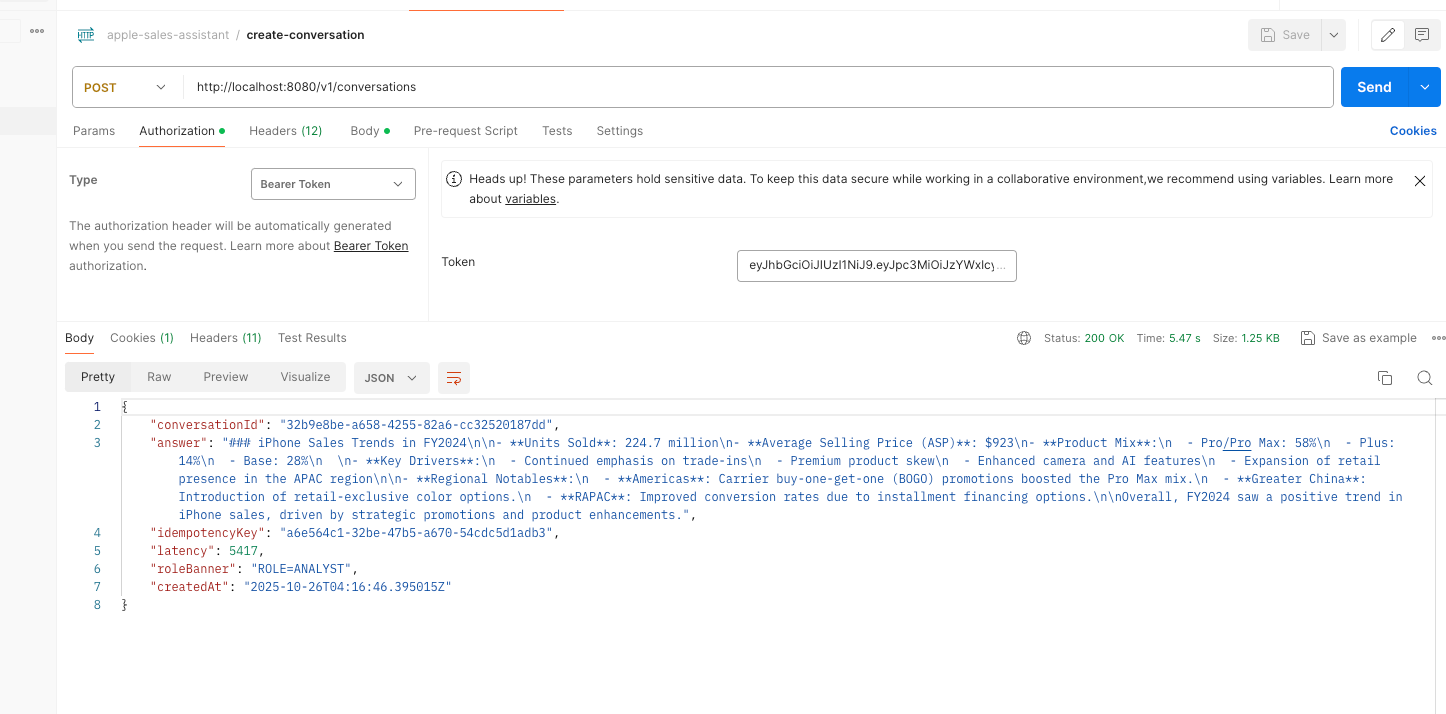 apple-sales-assistant / create-conversation
Save
POST
http://localhost:8080/v1/conversations
Send
Params Authorization Headers (12) Body Pre-request Script Tests Settings Cookies
Type
Bearer Token
Heads up! These parameters hold sensitive data. To keep this data secure while working in a collaborative environment,we recommend using variables. Learn more
about variables.
The authorization header will be automatically generated
when you send the request. Learn more about Bearer Token
authorization.
Token
eyJhbGciOiJIUzI1NiJ9.eyJpc3MiOiJzYWxlcy...
Body Cookies (1) Headers (11) Test Results Status: 200 OK Time: 5.47 s Size: 1.25 KB Save as example
Pretty Raw Preview Visualize JSON
1 {
2 "conversationId": "32b9e8be-a658-4255-82a6-cc32520187dd",
3 "answer": "### iPhone Sales Trends in FY2024\n\n- **Units Sold**: 224.7 million\n- **Average Selling Price (ASP)**: $923\n- **Product Mix**:\n  - Pro/Pro Max: 58%\n  - Plus:
14%\n  - Base: 28%\n  \n- **Key Drivers**:\n  - Continued emphasis on trade-ins\n  - Premium product skew\n  - Enhanced camera and AI features\n  - Expansion of retail
presence in the APAC region\n\n- **Regional Notables**:\n  - **Americas**: Carrier buy-one-get-one (BOGO) promotions boosted the Pro Max mix.\n  - **Greater China**:
Introduction of retail-exclusive color options.\n  - **RAPAC**: Improved conversion rates due to installment financing options.\n\nOverall, FY2024 saw a positive trend in
iPhone sales, driven by strategic promotions and product enhancements.",
4 "idempotencyKey": "a6e564c1-32be-47b5-a670-54cdc5d1adb3",
5 "latency": 5417,
6 "roleBanner": "ROLE=ANALYST",
7 "createdAt": "2025-10-26T04:16:46.395015Z"
8 }